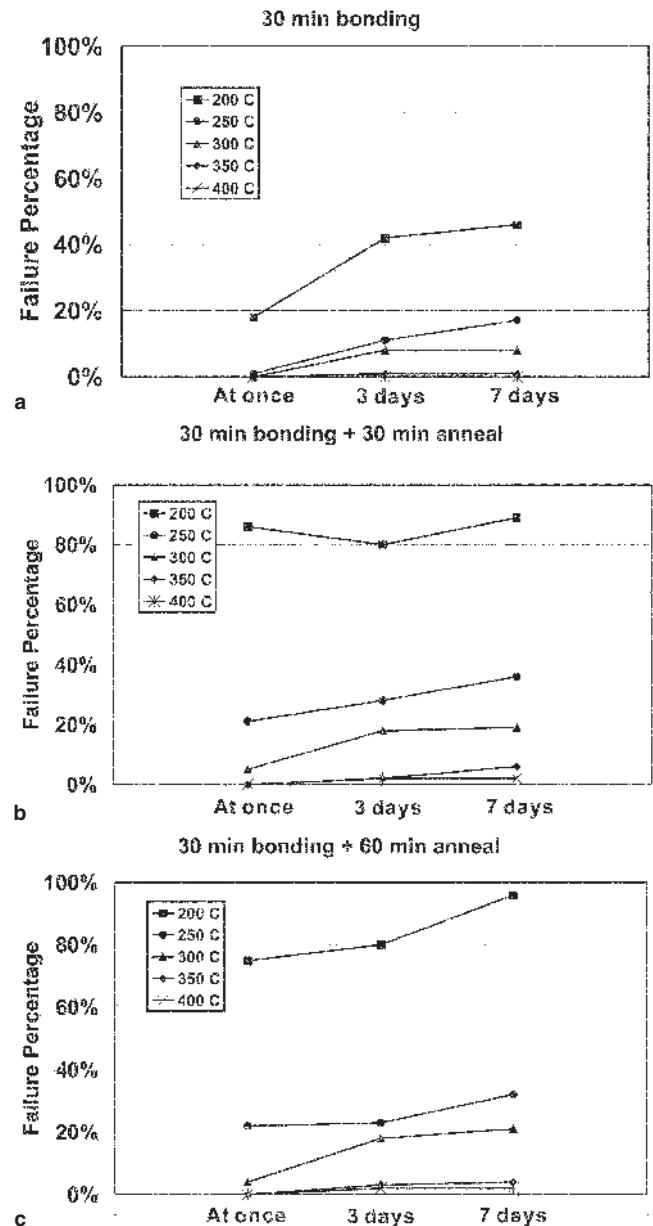 30 min bonding
100%
80%
60%
40%
20%
0%
Failure Percentage
200 C
250 C
300 C
350 C
400 C
At once 3 days 7 days
a
30 min bonding + 30 min anneal
100%
80%
60%
40%
20%
0%
Failure Percentage
200 C
250 C
300 C
350 C
400 C
At once 3 days 7 days
b
30 min bonding + 60 min anneal
100%
80%
60%
40%
20%
0%
Failure Percentage
200 C
250 C
300 C
350 C
400 C
At once 3 days 7 days
c